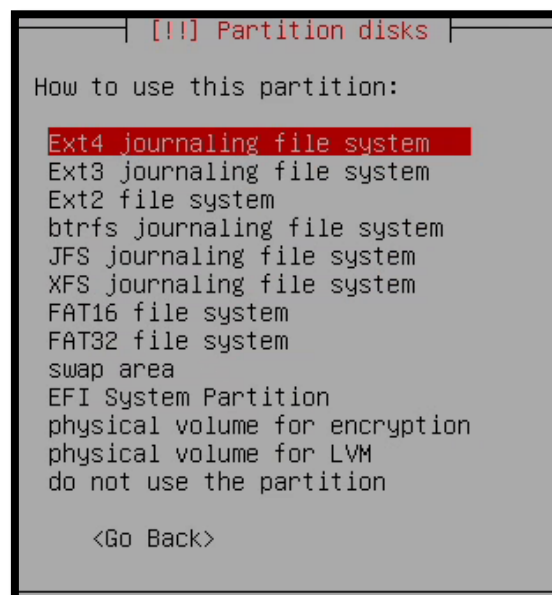 [!!] Partition disks
How to use this partition:
Ext4 journaling file system
Ext3 journaling file system
Ext2 file system
btrfs journaling file system
JFS journaling file system
XFS journaling file system
FAT16 file system
FAT32 file system
swap area
EFI System Partition
physical volume for encryption
physical volume for LVM
do not use the partition
<Go Back>